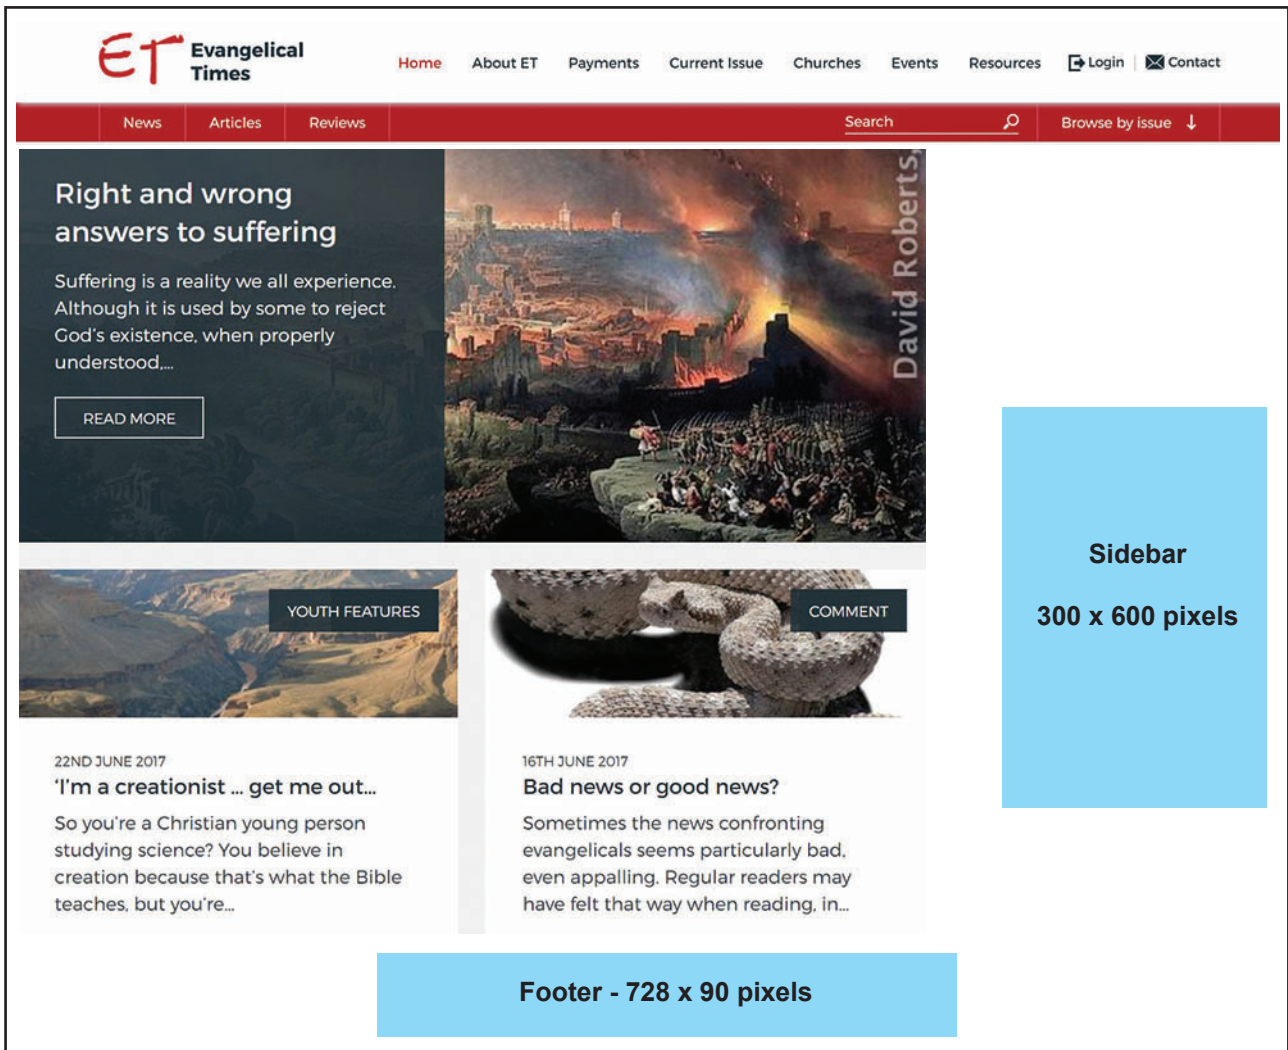 ET Evangelical
Times
Home About ET Payments Current Issue Churches Events Resources Login Contact
News Articles Reviews Search Browse by issue ↓
Right and wrong
answers to suffering
Suffering is a reality we all experience.
Although it is used by some to reject
God's existence, when properly
understood,...
READ MORE
David Roberts,
Sidebar
300 x 600 pixels
YOUTH FEATURES
22ND JUNE 2017
'I'm a creationist ... get me out...
So you're a Christian young person
studying science? You believe in
creation because that's what the Bible
teaches, but you're...
COMMENT
16TH JUNE 2017
Bad news or good news?
Sometimes the news confronting
evangelicals seems particularly bad,
even appalling. Regular readers may
have felt that way when reading, in...
Footer - 728 x 90 pixels